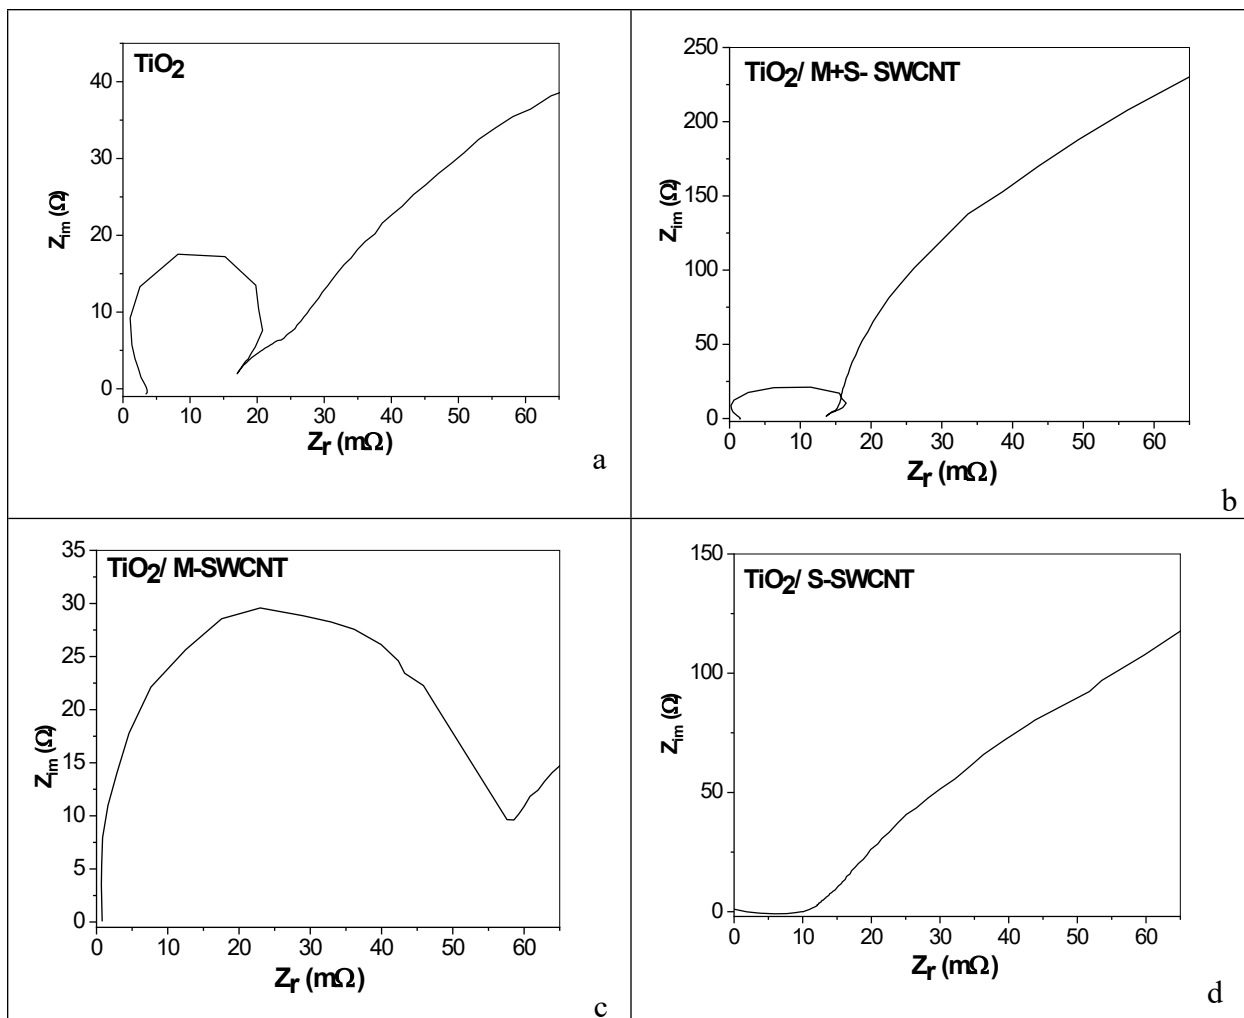 TiO2
40
30
20
10
0
Zim (Ω)
0 10 20 30 40 50 60
Zr (mΩ)
a
TiO2/ M+S- SWCNT
250
200
150
100
50
0
Zim (Ω)
0 10 20 30 40 50 60
Zr (mΩ)
b
TiO2/ M-SWCNT
35
30
25
20
15
10
5
0
Zim (Ω)
0 10 20 30 40 50 60
Zr (mΩ)
c
TiO2/ S-SWCNT
150
100
50
0
Zim (Ω)
0 10 20 30 40 50 60
Zr (mΩ)
d